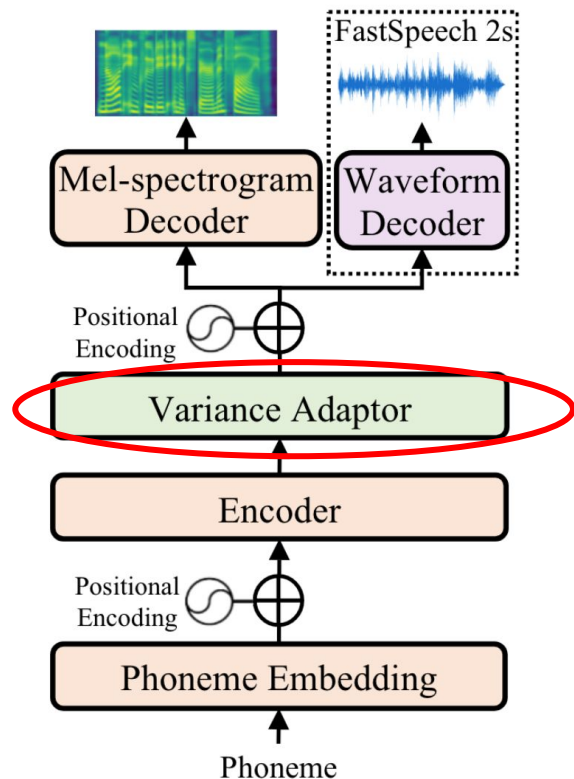 FastSpeech 2s
Mel-spectrogram
Decoder
Waveform
Decoder
Positional
Encoding
Variance Adaptor
Encoder
Positional
Encoding
Phoneme Embedding
Phoneme